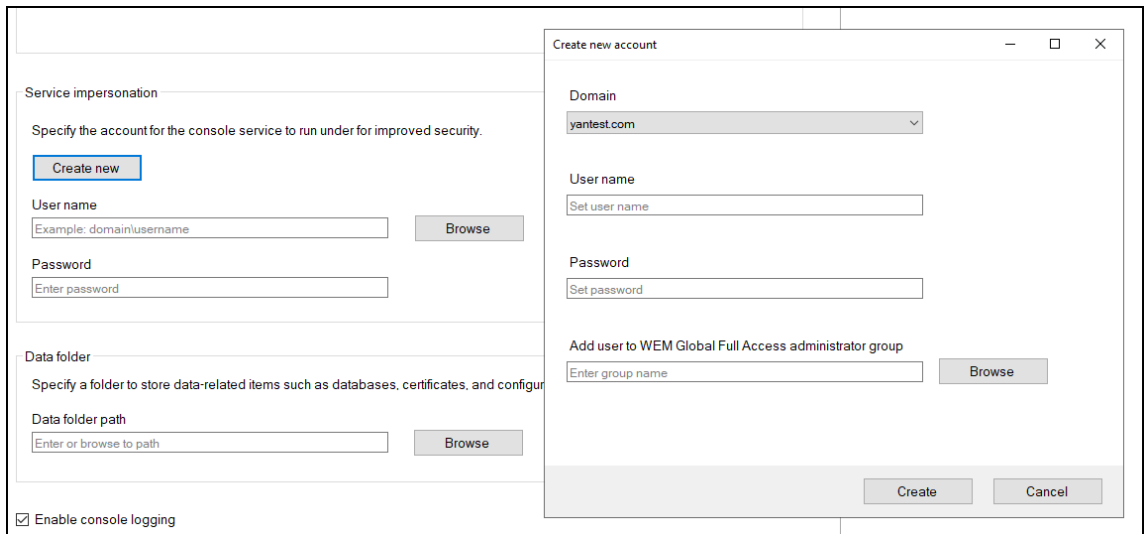 Service impersonation
Specify the account for the console service to run under for improved security.
Create new
User name
Example: domain\username
Browse
Password
Enter password
Data folder
Specify a folder to store data-related items such as databases, certificates, and configur
Data folder path
Enter or browse to path
Browse
Enable console logging
Create new account
Domain
yantest.com
User name
Set user name
Password
Set password
Add user to WEM Global Full Access administrator group
Enter group name
Browse
Create
Cancel